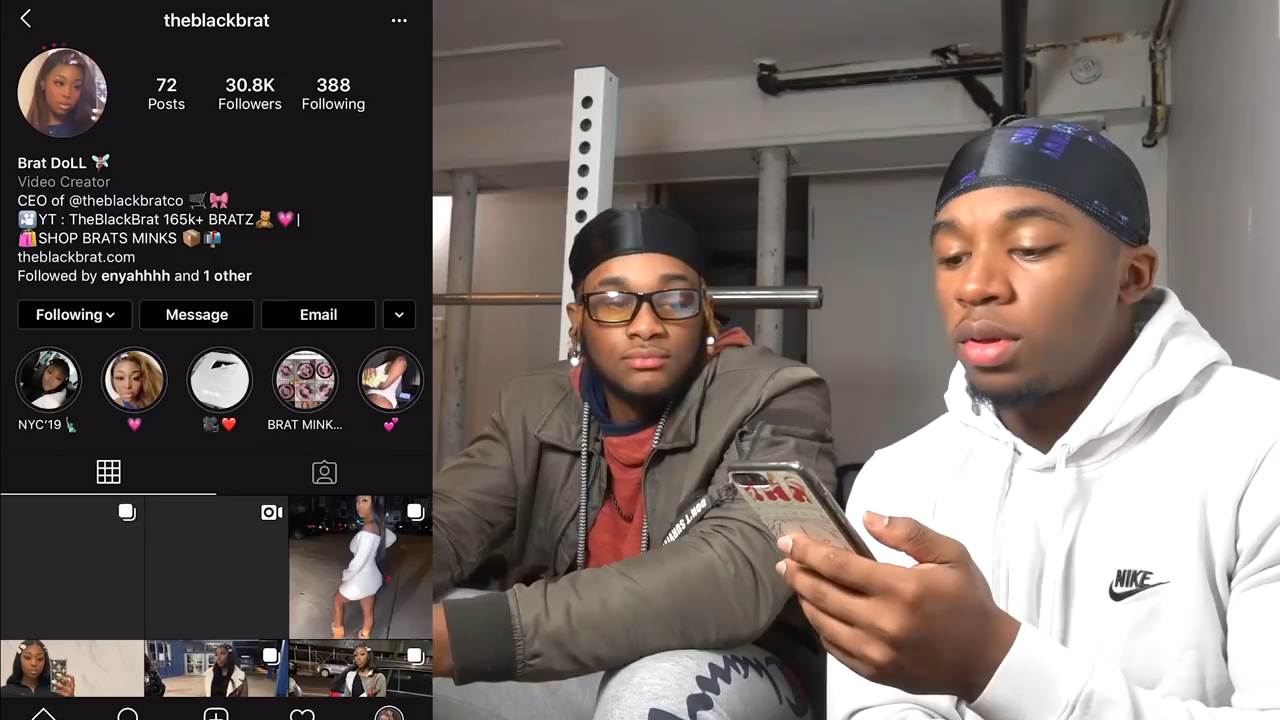 theblackbrat
72
Posts
30.8K
Followers
388
Following
Brat DoLL
Video Creator
CEO of @theblackbratco
YT : TheBlackBrat 165k+ BRATZ |
SHOP BRATS MINKS
theblackbrat.com
Followed by enyahhhh and 1 other
Following
Message
Email
NYC'19
BRAT MINK...
NIKE